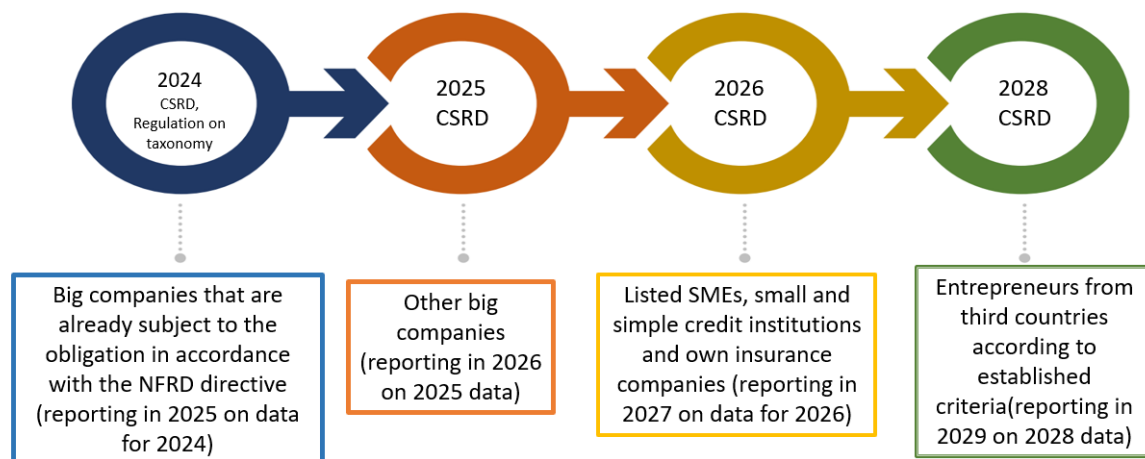 2024
CSRD,
Regulation on
taxonomy
2025
CSRD
2026
CSRD
2028
CSRD
Big companies that are
already subject to the
obligation in accordance
with the NFRD directive
(reporting in 2025 on data
for 2024)
Other big
companies
(reporting in 2026
on 2025 data)
Listed SMEs, small and
simple credit institutions
and own insurance
companies (reporting in
2027 on data for 2026)
Entrepreneurs from
third countries
according to
established
criteria(reporting in
2029 on 2028 data)